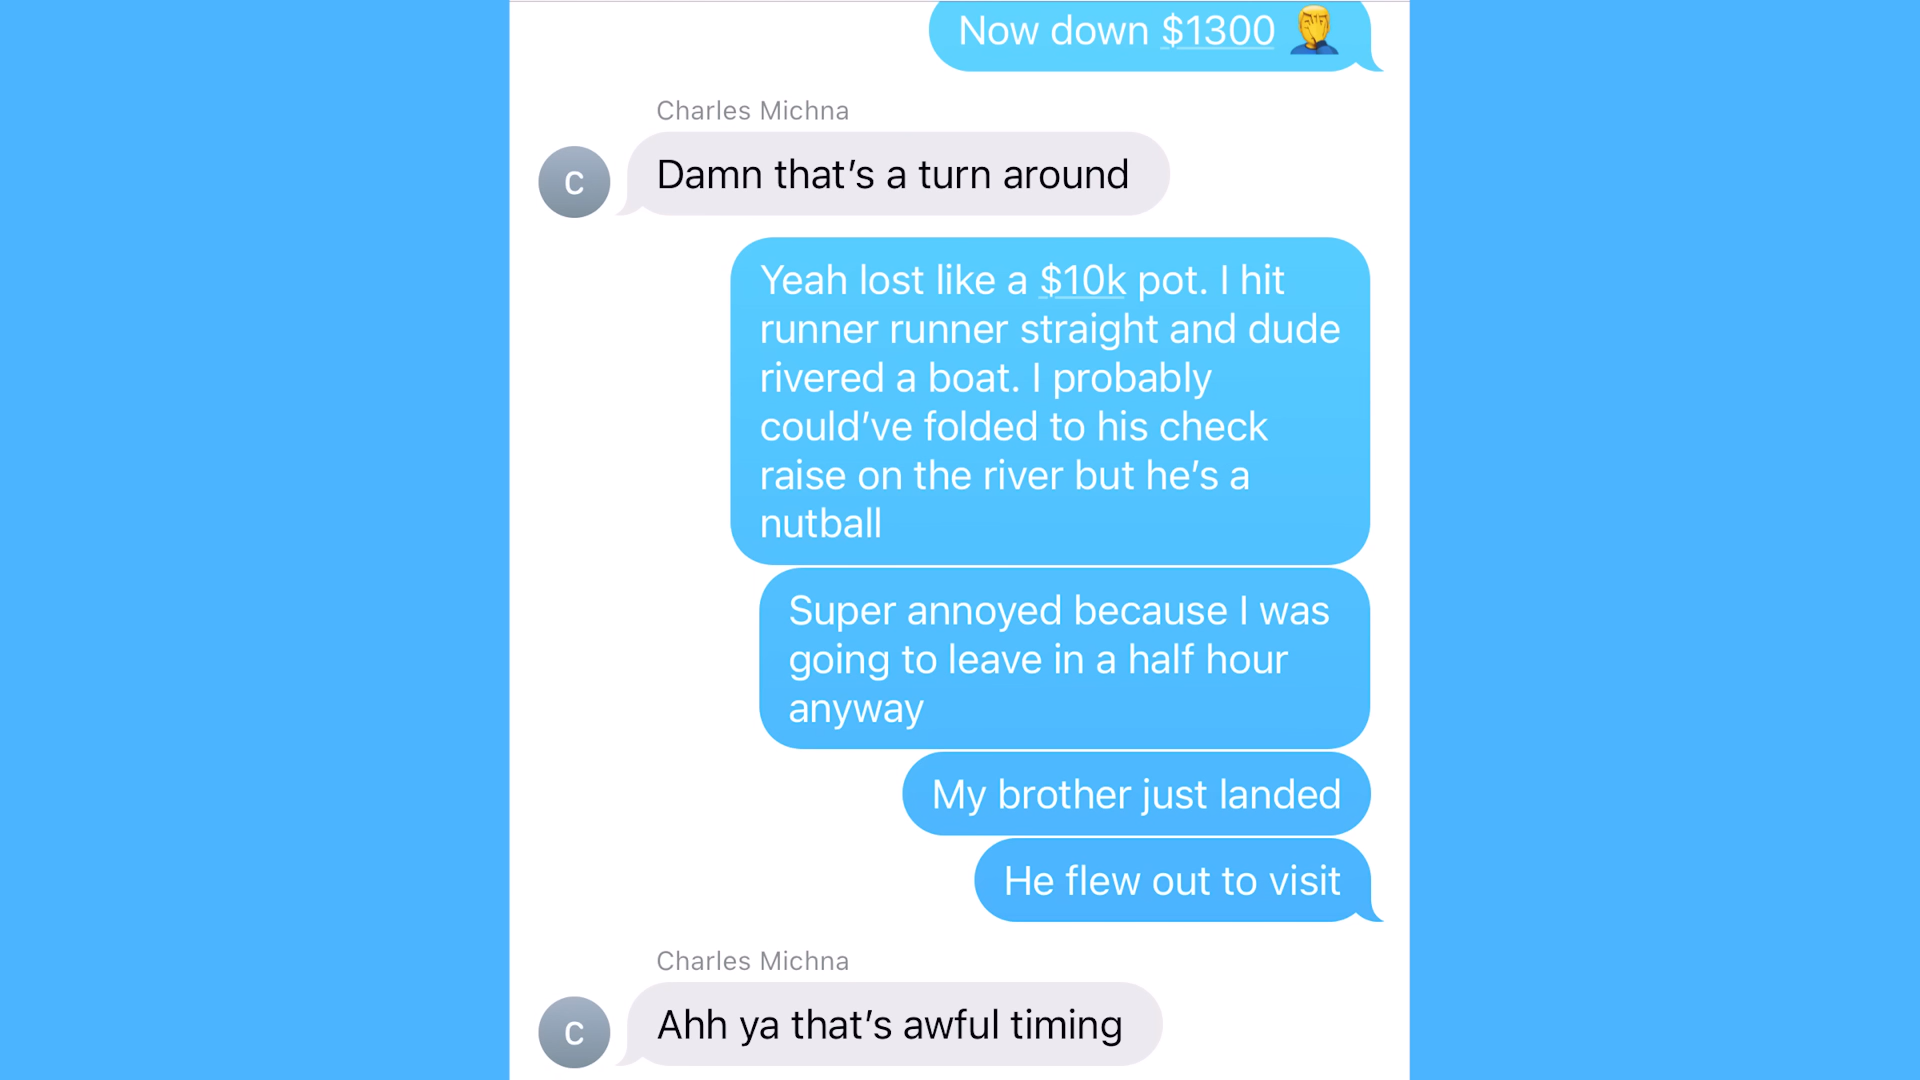 Now down $1300 🤦‍♂️
Charles Michna
C
Damn that’s a turn around
Yeah lost like a $10k pot. I hit
runner runner straight and dude
rivered a boat. I probably
could’ve folded to his check
raise on the river but he’s a
nutball
Super annoyed because I was
going to leave in a half hour
anyway
My brother just landed
He flew out to visit
Charles Michna
C
Ahh ya that’s awful timing